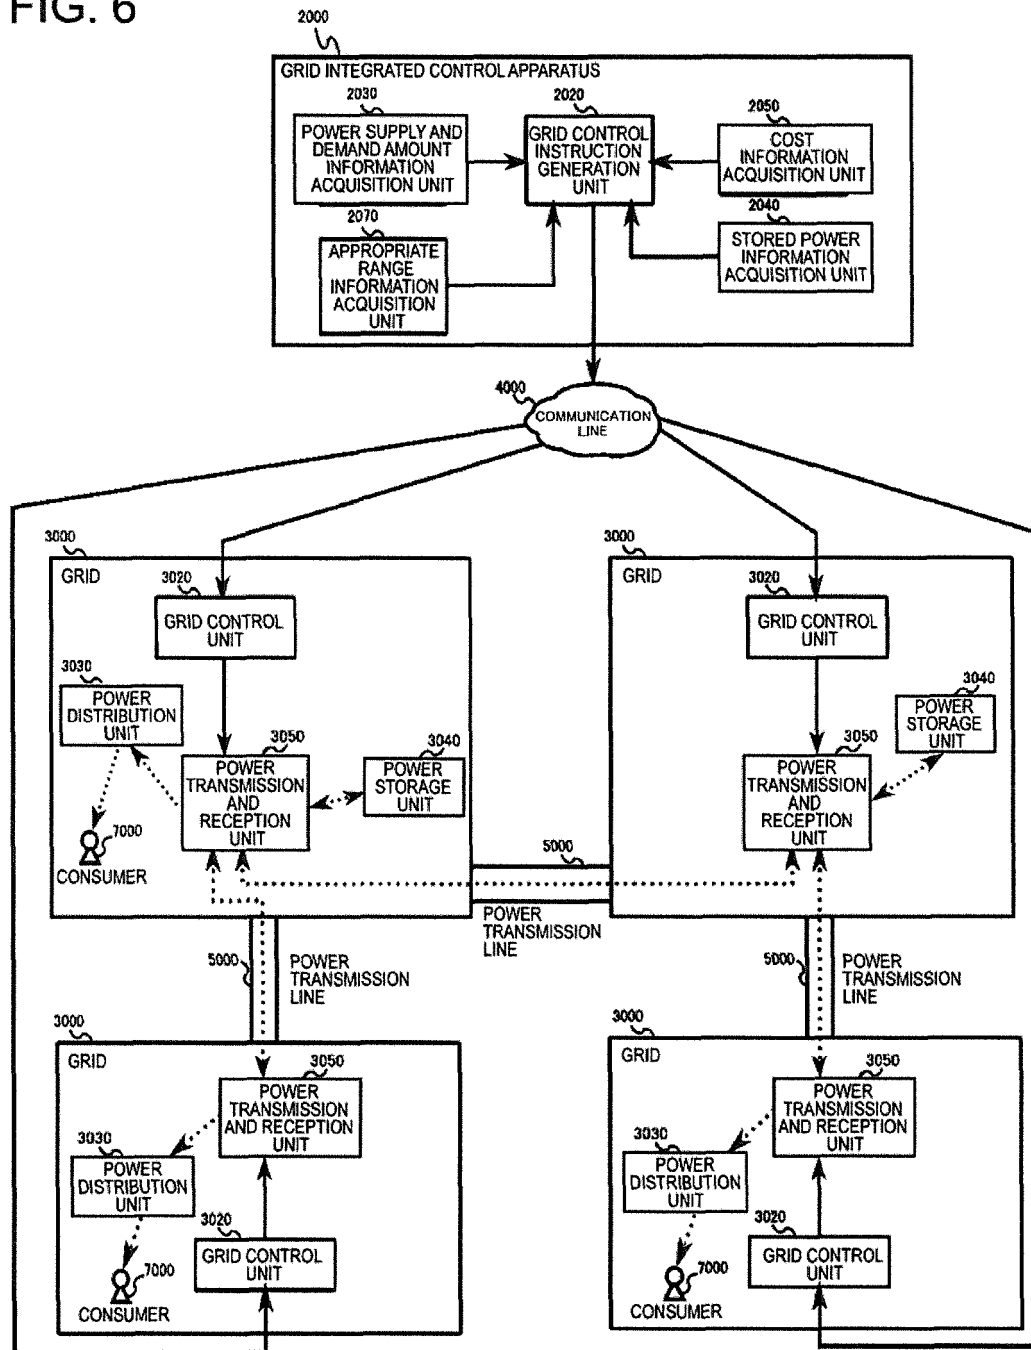 FIG. 6
2000
GRID INTEGRATED CONTROL APPARATUS
2030
POWER SUPPLY AND
DEMAND AMOUNT
INFORMATION
ACQUISITION UNIT
2020
GRID CONTROL
INSTRUCTION
GENERATION
UNIT
2050
COST
INFORMATION
ACQUISITION UNIT
2070
APPROPRIATE
RANGE
INFORMATION
ACQUISITION
UNIT
2040
STORED POWER
INFORMATION
ACQUISITION UNIT
4000
COMMUNICATION
LINE
3000
GRID
3020
GRID CONTROL
UNIT
3030
POWER
DISTRIBUTION
UNIT
3050
POWER
TRANSMISSION
AND
RECEPTION
UNIT
3040
POWER
STORAGE
UNIT
7000
CONSUMER
3000
GRID
3020
GRID CONTROL
UNIT
3040
POWER
STORAGE
UNIT
3050
POWER
TRANSMISSION
AND
RECEPTION
UNIT
5000
POWER
TRANSMISSION
LINE
5000
POWER
TRANSMISSION
LINE
5000
POWER
TRANSMISSION
LINE
3000
GRID
3050
POWER
TRANSMISSION
AND RECEPTION
UNIT
3030
POWER
DISTRIBUTION
UNIT
3020
GRID CONTROL
UNIT
7000
CONSUMER
3000
GRID
3050
POWER
TRANSMISSION
AND RECEPTION
UNIT
3030
POWER
DISTRIBUTION
UNIT
3020
GRID CONTROL
UNIT
7000
CONSUMER